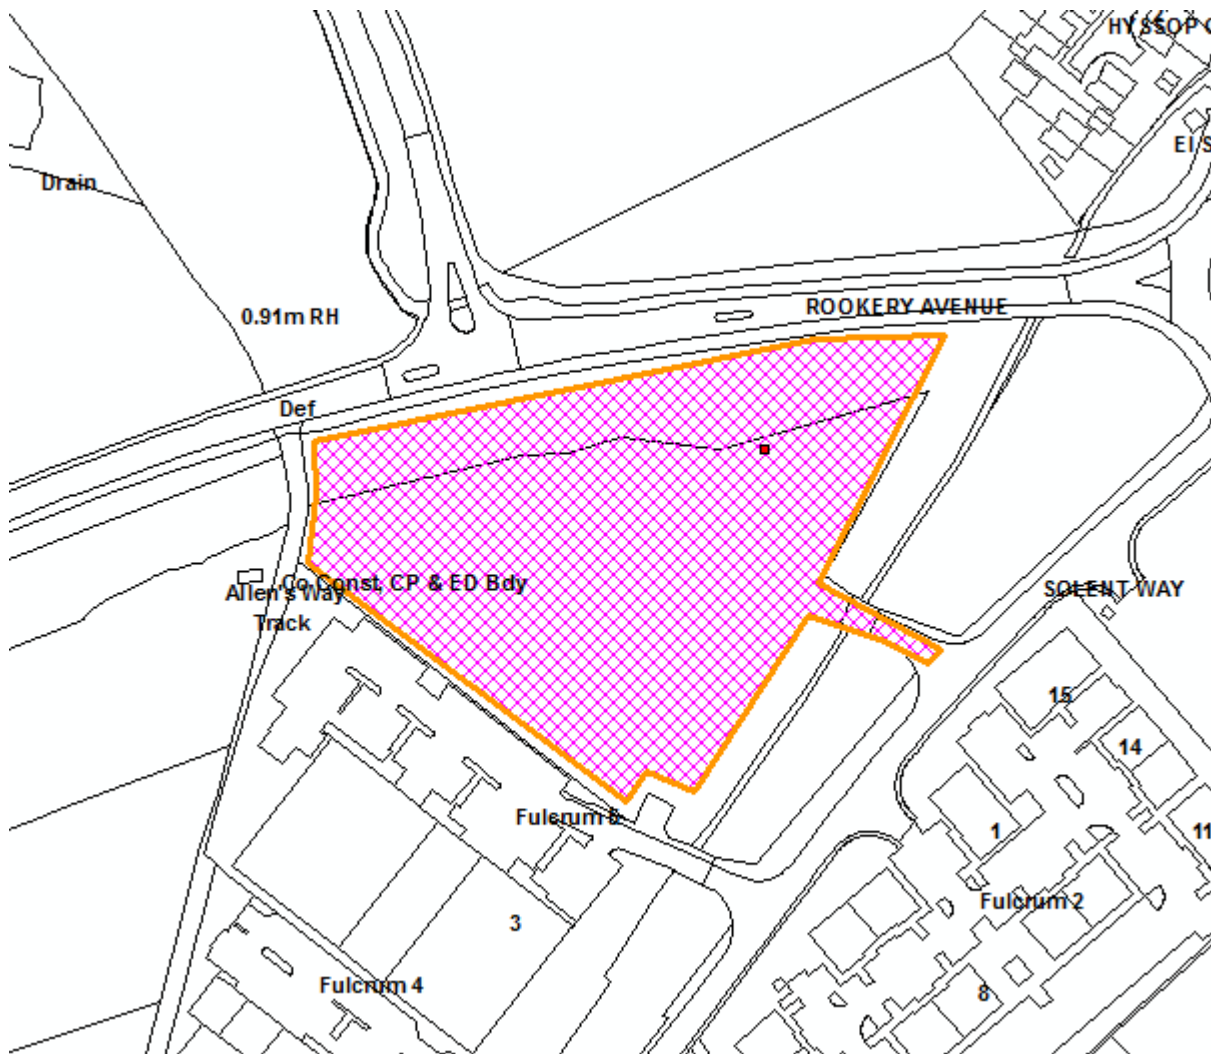 HYSSOP C
El S
Drain
0.91m RH
ROOKERY AVENUE
Def
Co Const, CP & ED Bdy
Allen's Way
Track
SOLENT WAY
15
14
Fulcrum 6
1
11
Fulcrum 2
3
Fulcrum 4
8